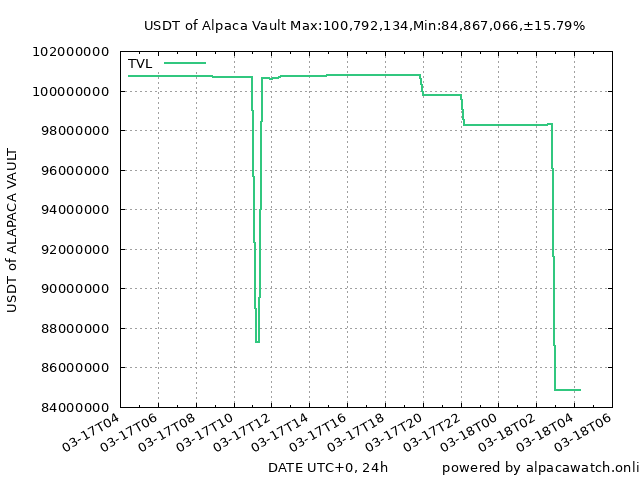 USDT of Alpaca Vault Max:100,792,134,Min:84,867,066,±15.79%
102000000
TVL
100000000
98000000
96000000
94000000
92000000
90000000
88000000
86000000
84000000
USDT of ALAPACA VAULT
03-17T04
03-17T06
03-17T08
03-17T10
03-17T12
03-17T14
03-17T16
03-17T18
03-17T20
03-17T22
03-18T00
03-18T02
03-18T04
03-18T06
DATE UTC+0, 24h
powered by alpacawatch.onli